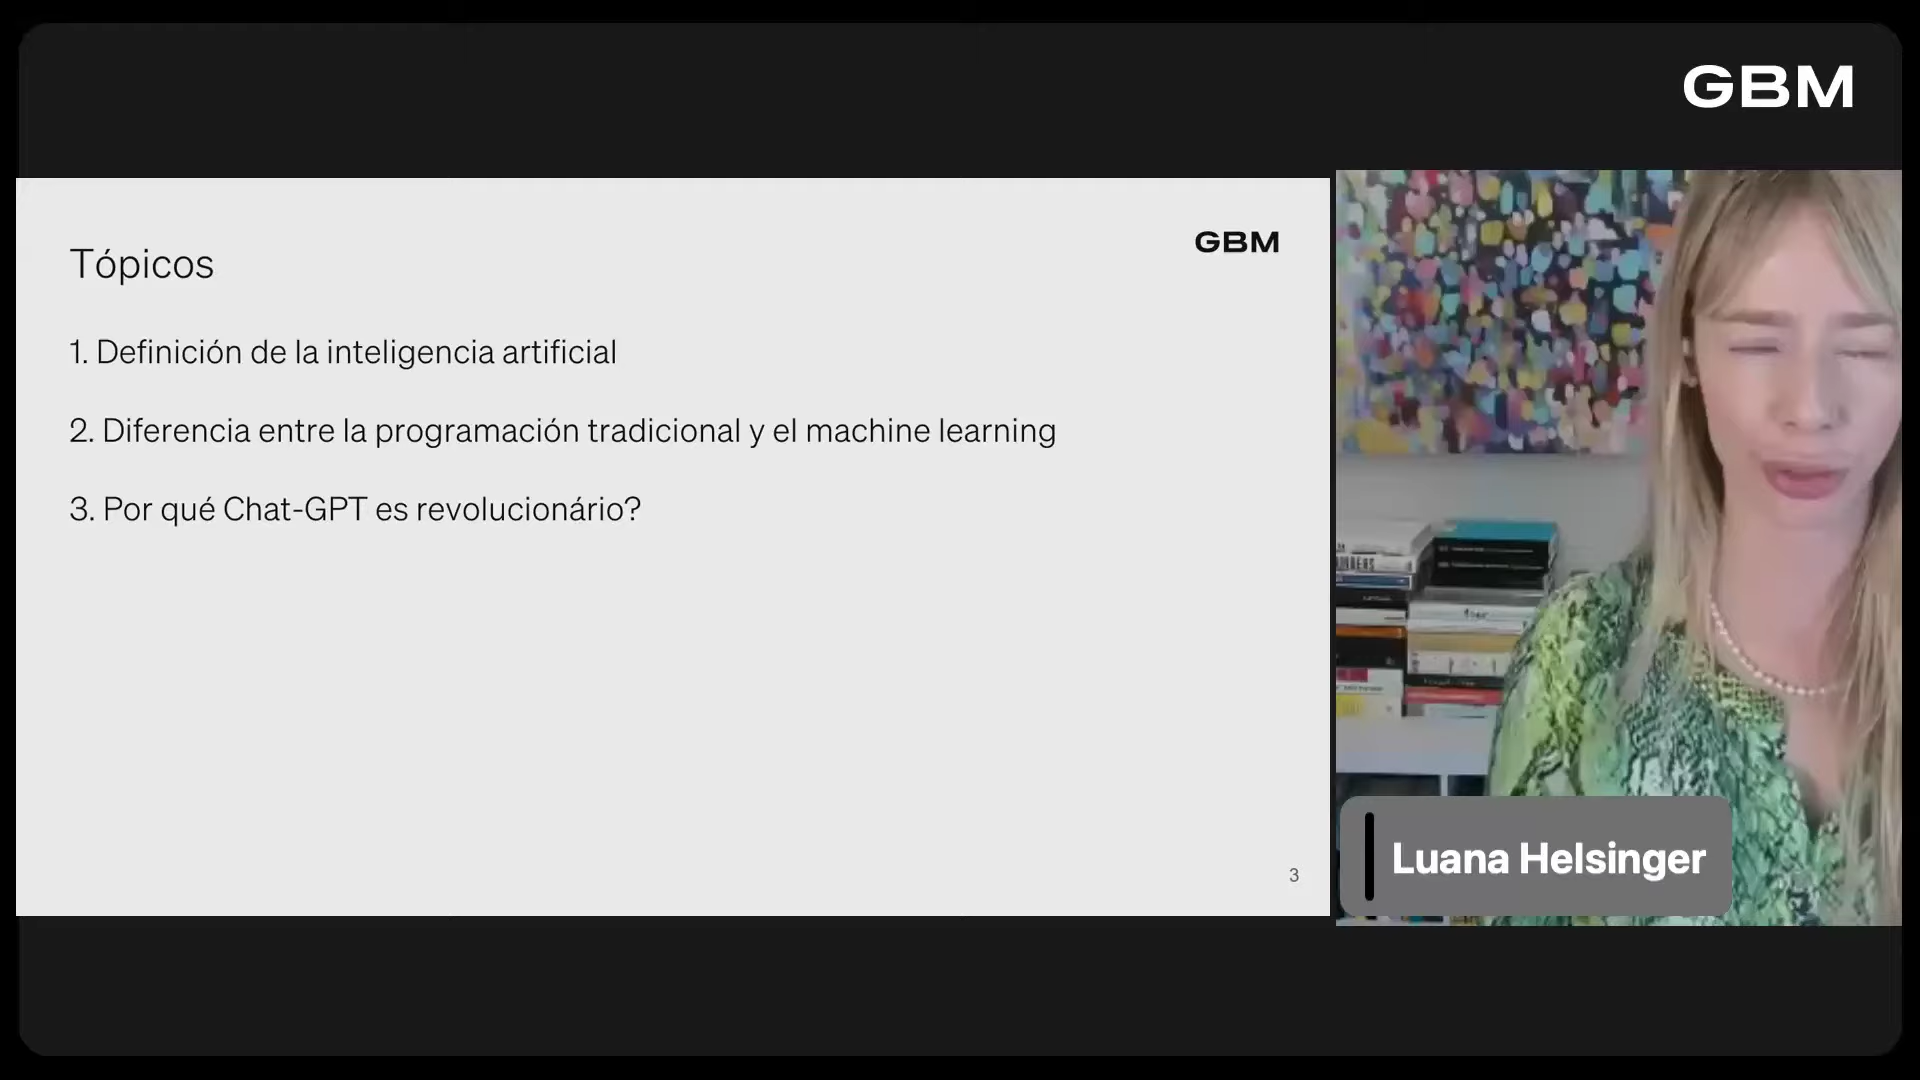 GBM
GBM
Tópicos
1. Definición de la inteligencia artificial
2. Diferencia entre la programación tradicional y el machine learning
3. Por qué Chat-GPT es revolucionário?
3
Luana Helsinger